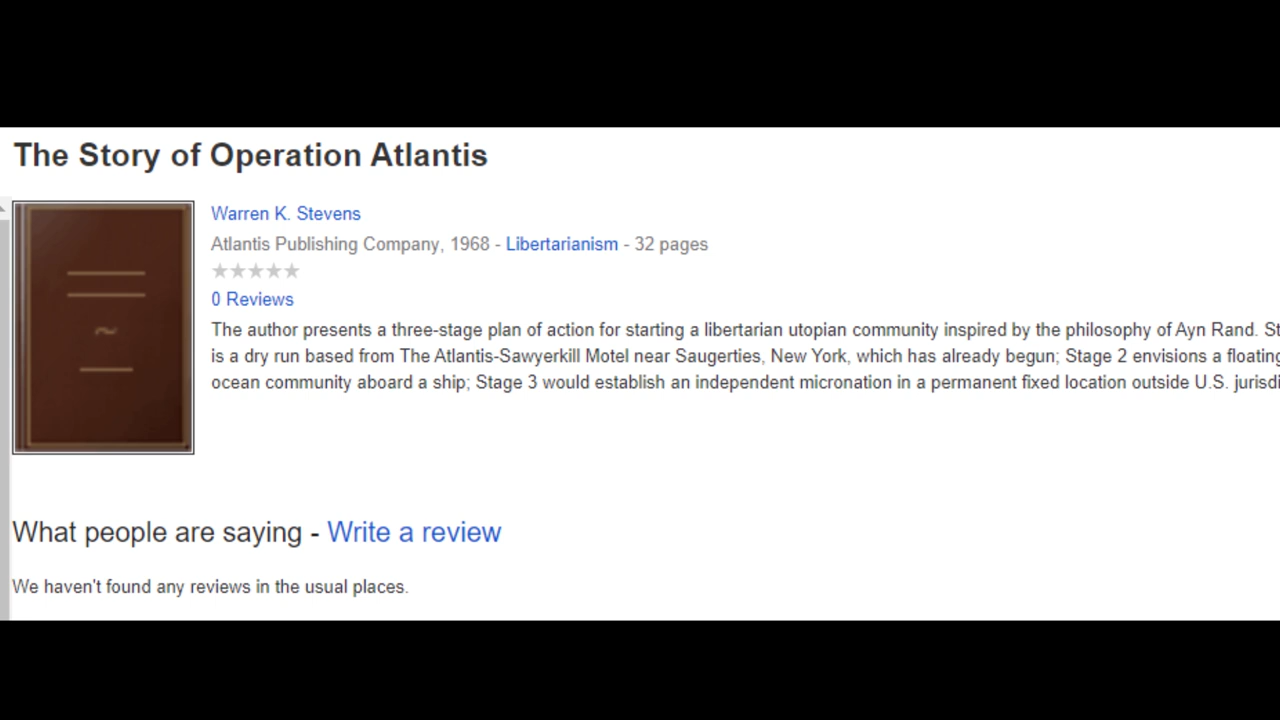 The Story of Operation Atlantis
Warren K. Stevens
Atlantis Publishing Company, 1968 - Libertarianism - 32 pages
0 Reviews
The author presents a three-stage plan of action for starting a libertarian utopian community inspired by the philosophy of Ayn Rand. St
is a dry run based from The Atlantis-Sawyerkill Motel near Saugerties, New York, which has already begun; Stage 2 envisions a floating
ocean community aboard a ship; Stage 3 would establish an independent micronation in a permanent fixed location outside U.S. jurisdi
What people are saying - Write a review
We haven't found any reviews in the usual places.